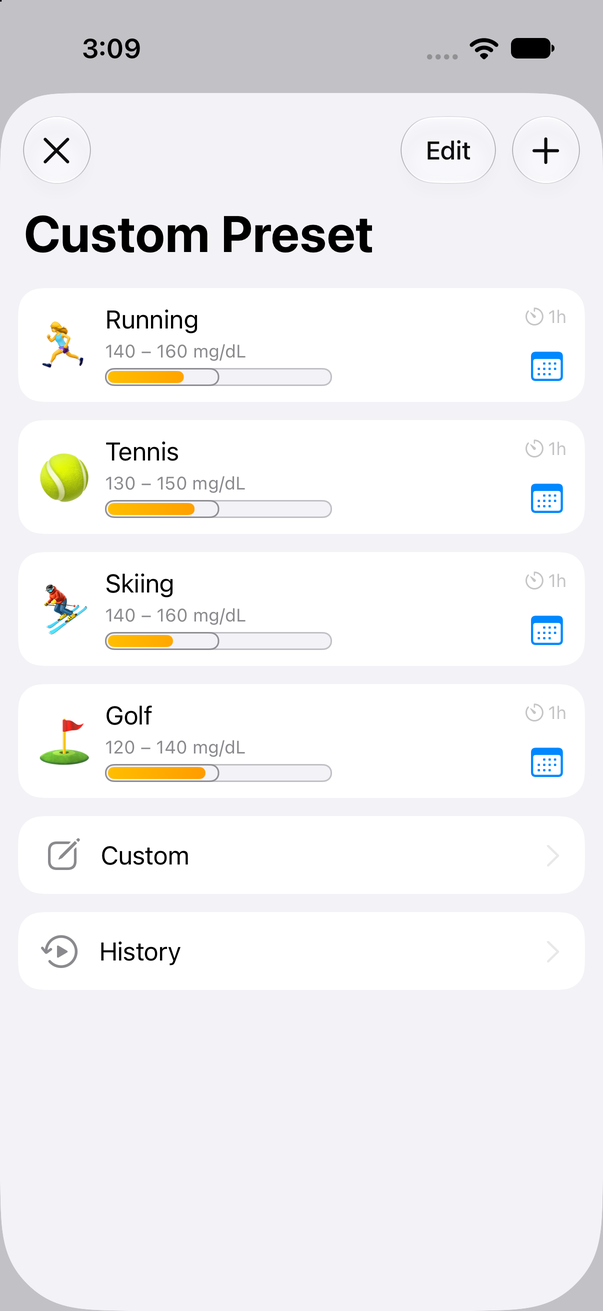 3:09
Edit
Custom Preset
Running
1h
140 – 160 mg/dL
Tennis
1h
130 – 150 mg/dL
Skiing
1h
140 – 160 mg/dL
Golf
1h
120 – 140 mg/dL
Custom
History